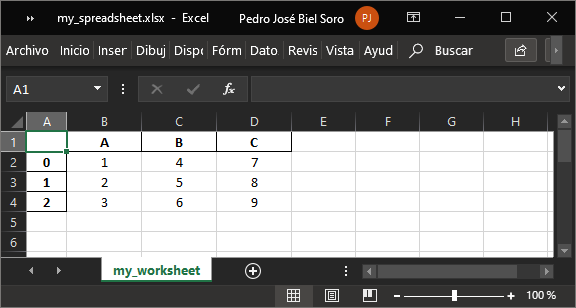 my_spreadsheet.xlsx - Excel Pedro José Biel Soro PJ
Archivo Inicio Inser Dibuj Dispo Fórm Dato Revis Vista Ayud Buscar
A1 fx
A B C D E F G H
1 A B C
2 0 1 4 7
3 1 2 5 8
4 2 3 6 9
5
6
my_worksheet
100 %